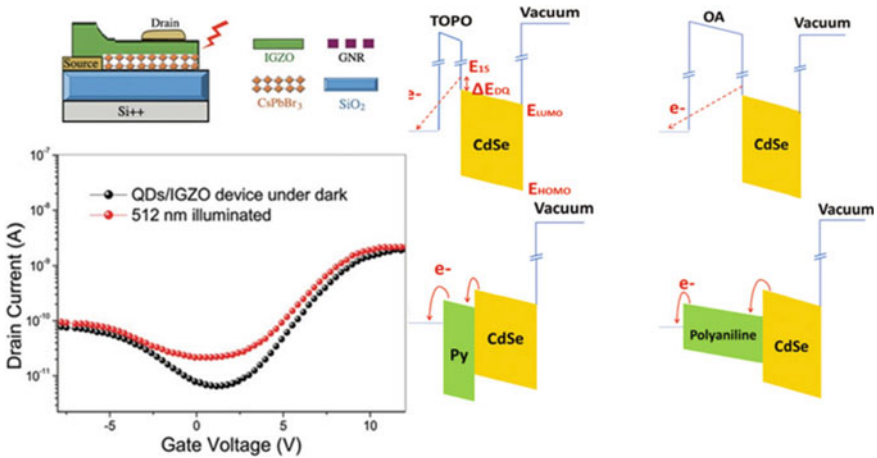 Drain
Source
Si++
IGZO
GNR
CsPbBr₃
SiO₂
10⁻⁷
10⁻⁸
10⁻⁹
10⁻¹⁰
10⁻¹¹
Drain Current (A)
QDs/IGZO device under dark
512 nm illuminated
-5
0
5
10
Gate Voltage (V)
TOPO
Vacuum
E1S
ΔEDQ
e-
ELUMO
CdSe
EHOMO
OA
Vacuum
e-
CdSe
Vacuum
e-
Py
CdSe
Vacuum
e-
Polyaniline
CdSe